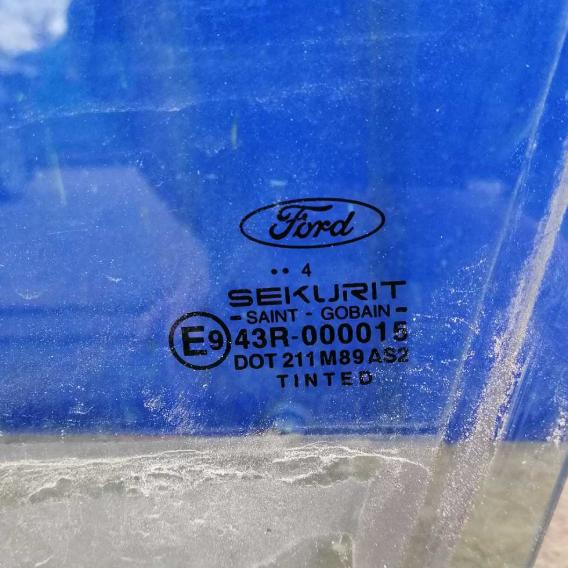 Ford
·· 4
SEKURIT
- SAINT - GOBAIN -
E9 43R-000015
DOT 211 M89 AS2
TINTED